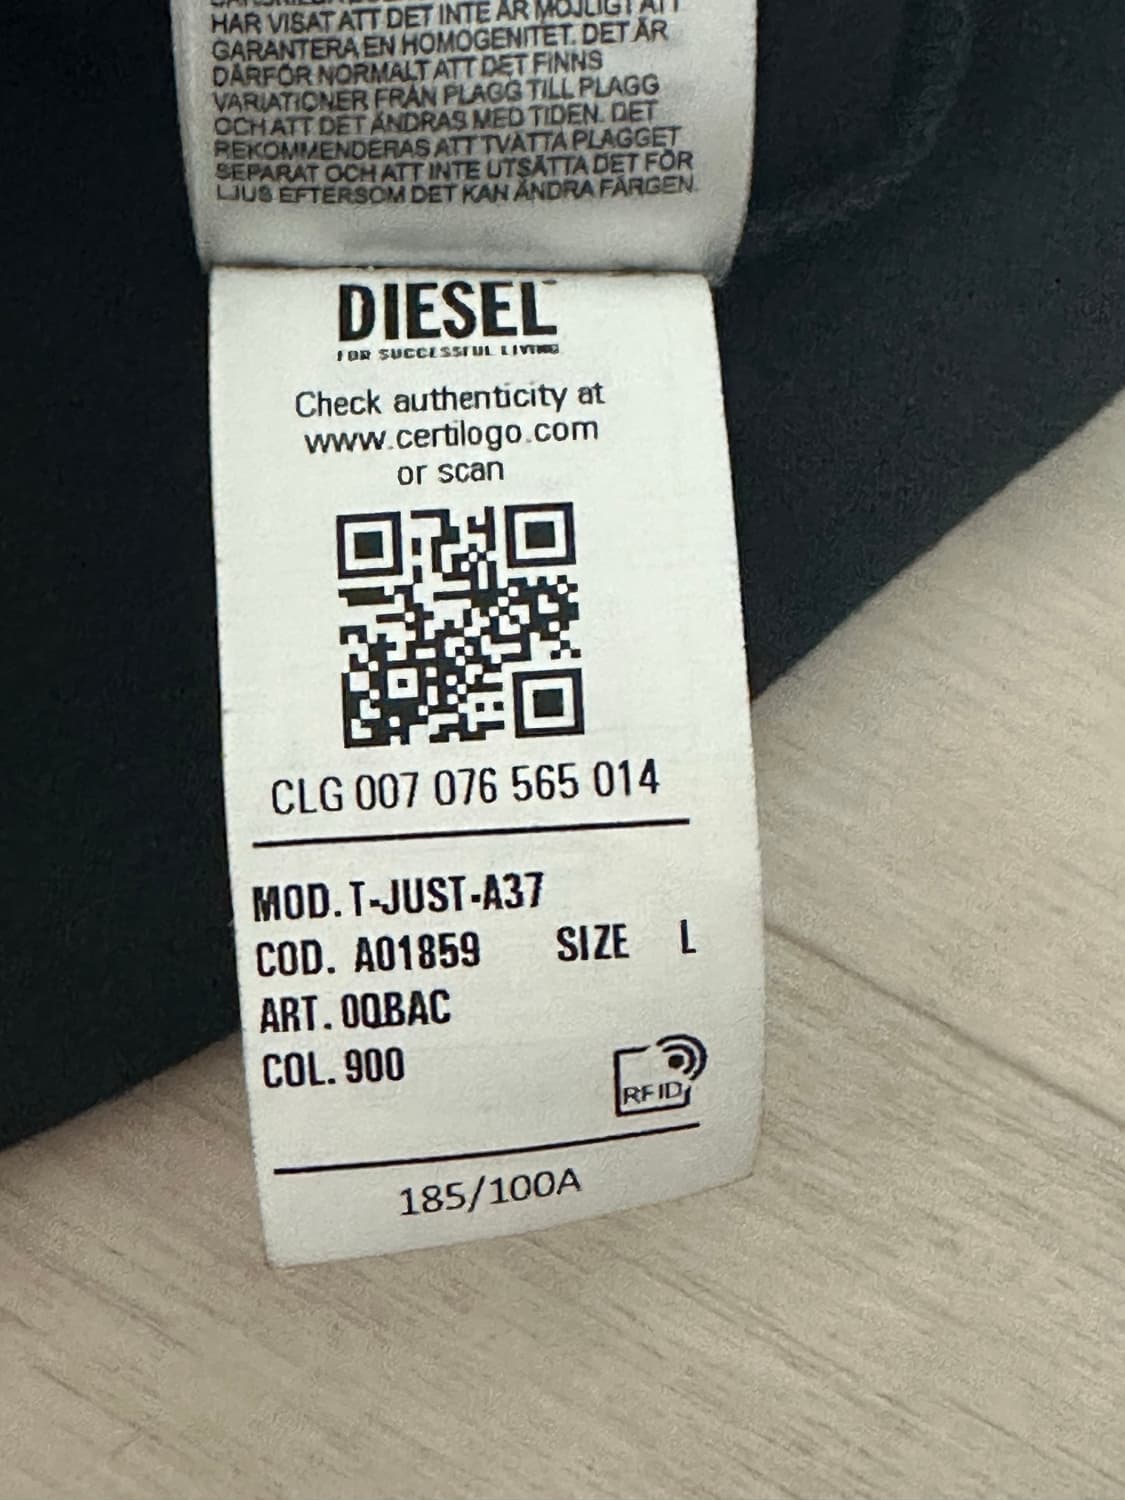 HAR VISAT ATT DET INTE ÄR MÖJLIGT ATT
GARANTERA EN HOMOGENITET. DET ÄR
DÄRFÖR NORMALT ATT DET FINNS
VARIATIONER FRÅN PLAGG TILL PLAGG
OCH ATT DET ÄNDRAS MED TIDEN. DET
REKOMMENDERAS ATT TVÄTTA PLAGGET
SEPARAT OCH ATT INTE UTSÄTTA DET FÖR
LJUS EFTERSOM DET KAN ÄNDRA FÄRGEN.
DIESEL
FOR SUCCESSFUL LIVING
Check authenticity at
www.certilogo.com
or scan
CLG 007 076 565 014
MOD. T-JUST-A37
COD. A01859 SIZE L
ART. 0QBAC
COL. 900
RFID
185/100A